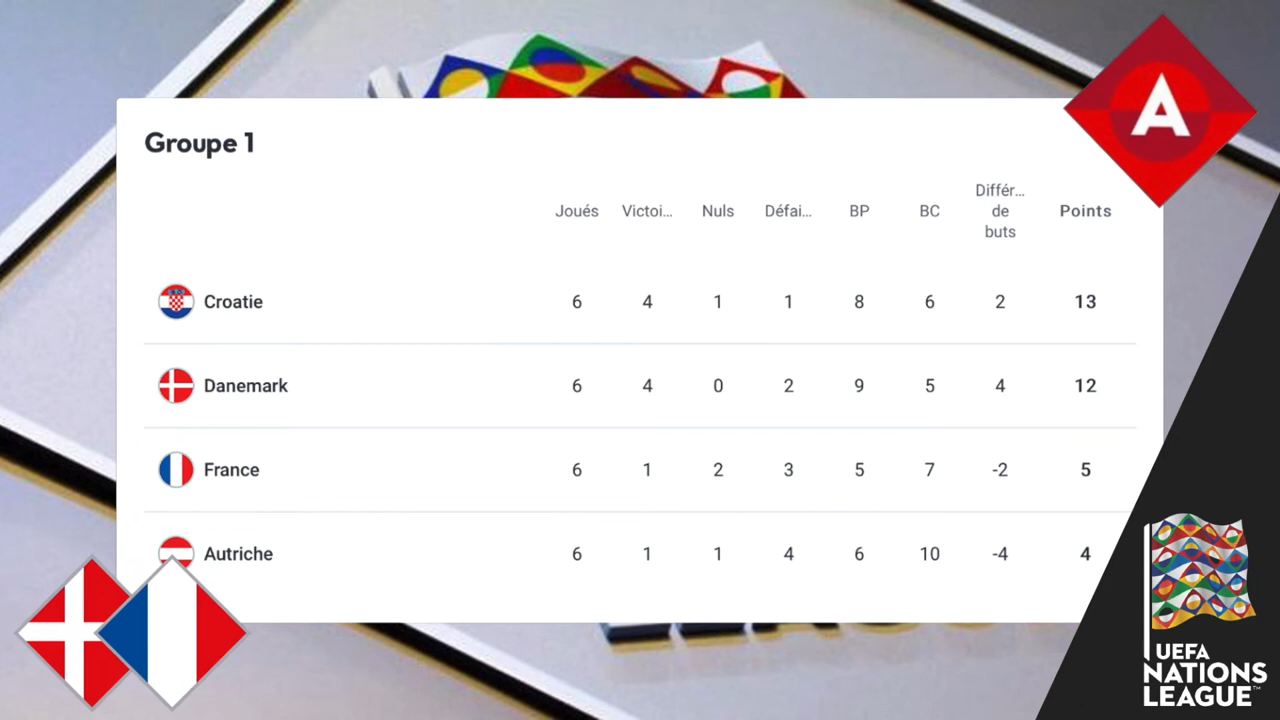 A
Groupe 1
Joués Victoi... Nuls Défai... BP BC Différ... de buts Points
Croatie 6 4 1 1 8 6 2 13
Danemark 6 4 0 2 9 5 4 12
France 6 1 2 3 5 7 -2 5
Autriche 6 1 1 4 6 10 -4 4
UEFA
NATIONS
LEAGUE™